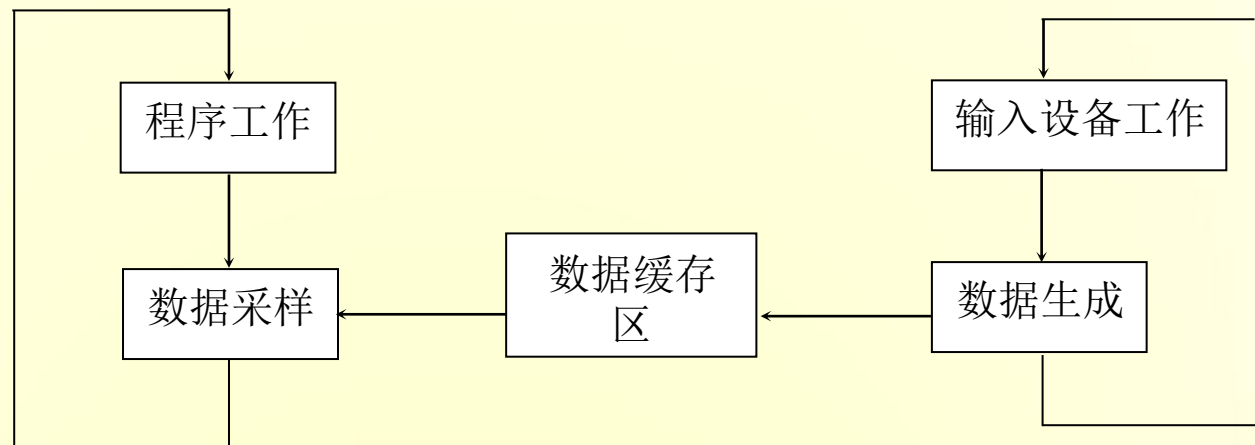 程序工作
输入设备工作
数据采样
数据缓存
区
数据生成